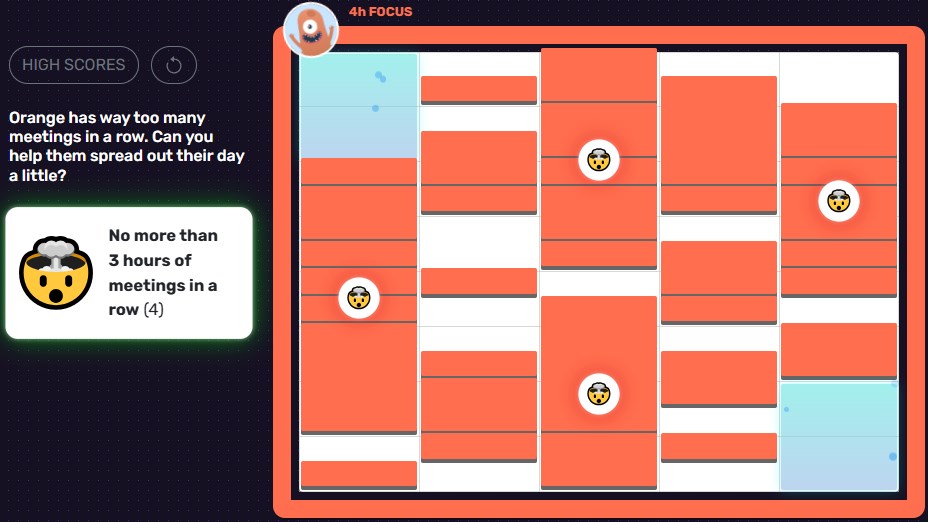 4h FOCUS
HIGH SCORES
Orange has way too many
meetings in a row. Can you
help them spread out their day
a little?
No more than
3 hours of
meetings in a
row (4)